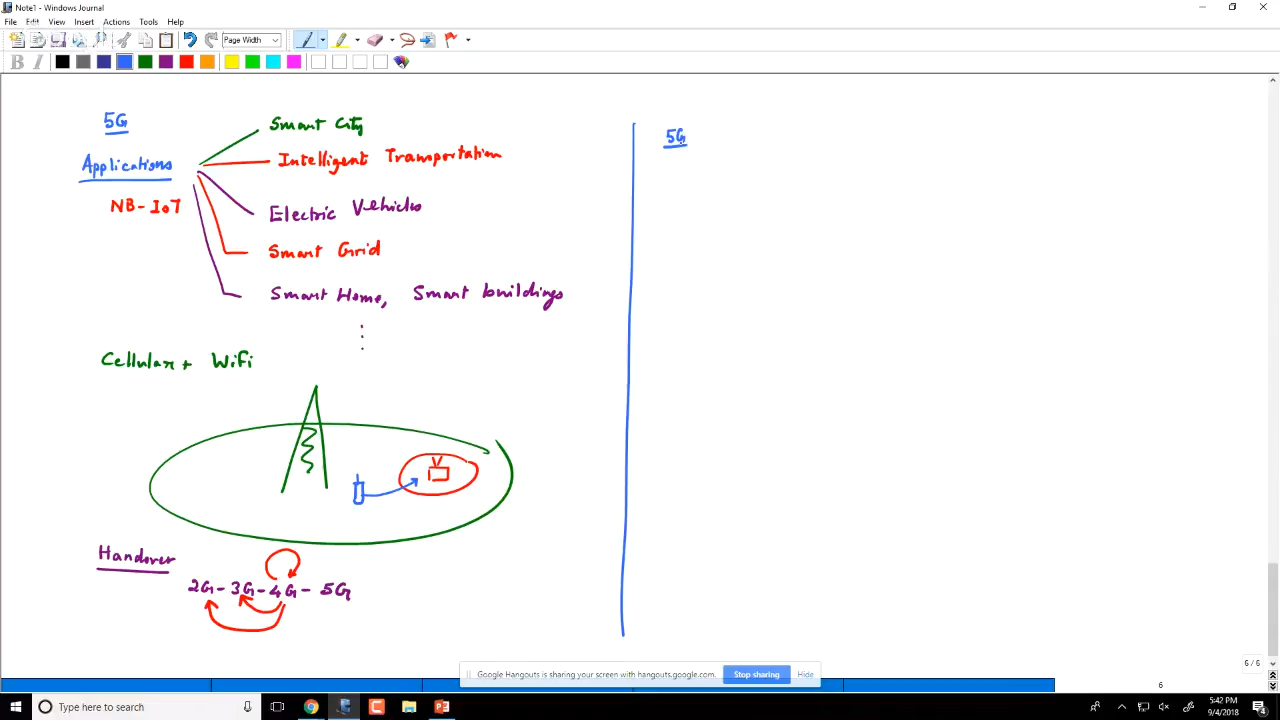 Note1 - Windows Journal
File Edit View Insert Actions Tools Help
Page Width
B I
5G
Applications
NB-IoT
Smart City
Intelligent Transportation
Electric Vehicles
Smart Grid
Smart Home, Smart buildings
Cellular + WiFi
Handover
2G - 3G - 4G - 5G
5G
6 / 6
Google Hangouts is sharing your screen with hangouts.google.com.
Stop sharing
Hide
6
Type here to search
5:42 PM
9/4/2018